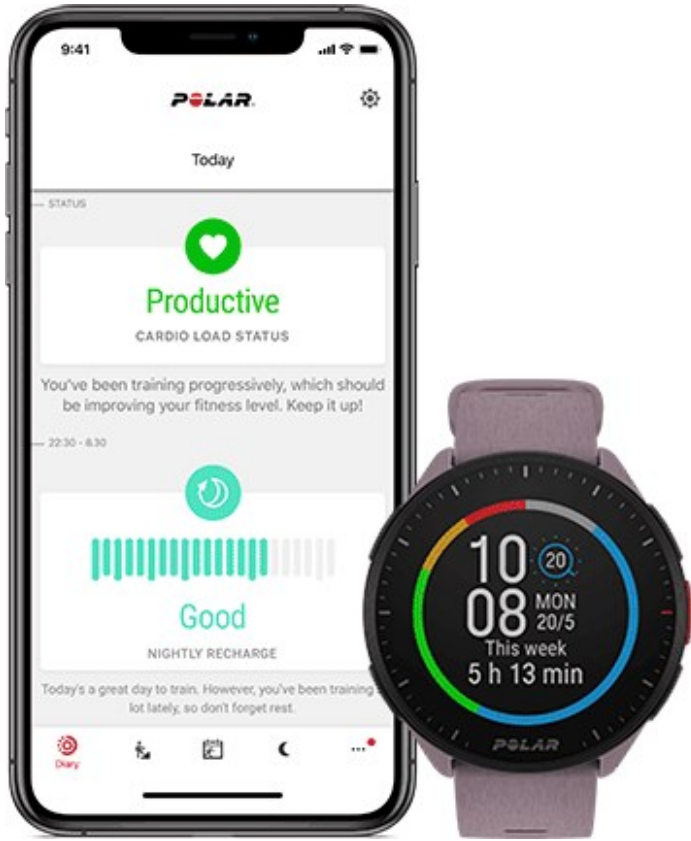 9:41
POLAR
Today
STATUS
Productive
CARDIO LOAD STATUS
You've been training progressively, which should
be improving your fitness level. Keep it up!
22:30 - 8.30
Good
NIGHTLY RECHARGE
Today's a great day to train. However, you've been training
lot lately, so don't forget rest.
Diary
10
20
08
MON
20/5
This week
5 h 13 min
POLAR